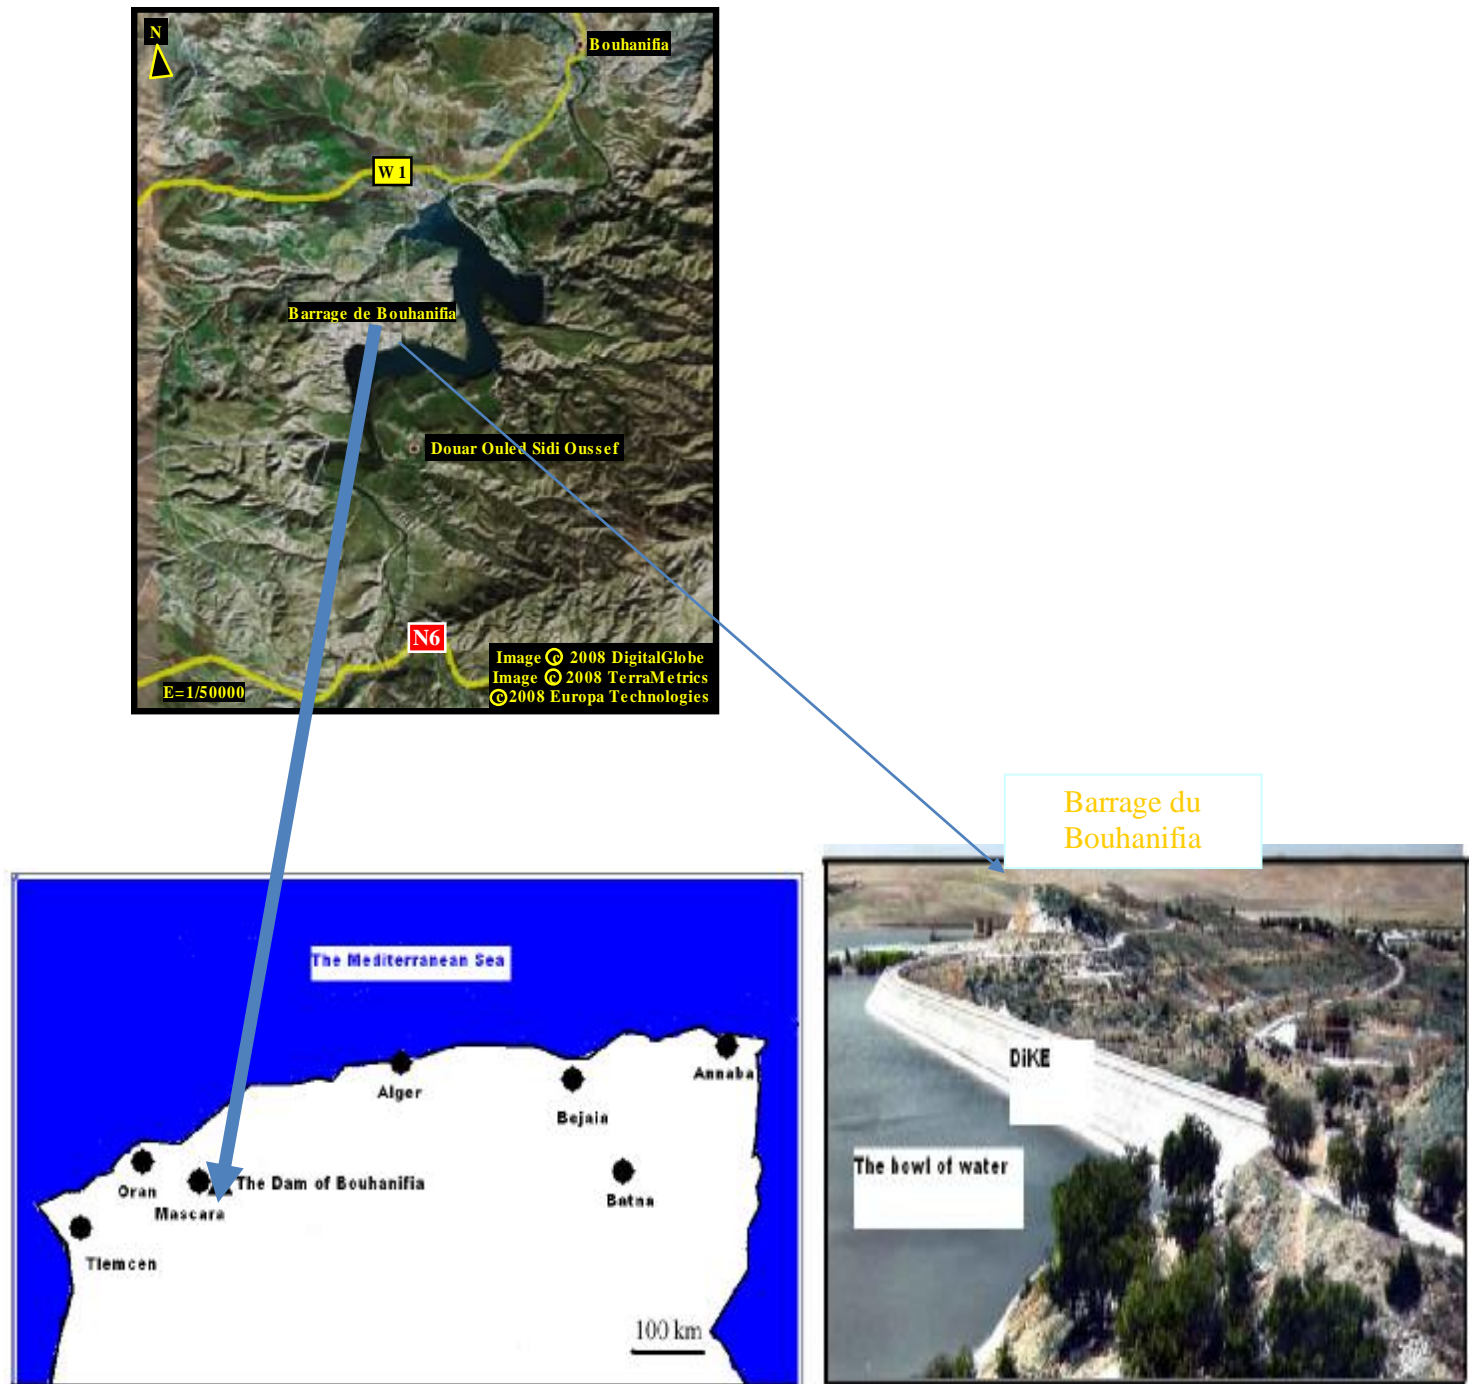 N
Bouhanifia
W 1
Barrage de Bouhanifia
Douar Ouled Sidi Oussef
N6
Image © 2008 DigitalGlobe
Image © 2008 TerraMetrics
©2008 Europa Technologies
E=1/50000
Barrage du
Bouhanifia
The Mediterranean Sea
Alger
Annaba
Bejaia
Oran
The Dam of Bouhanifia
Batna
Mascara
Tlemcen
100 km
DiKE
The bowl of water